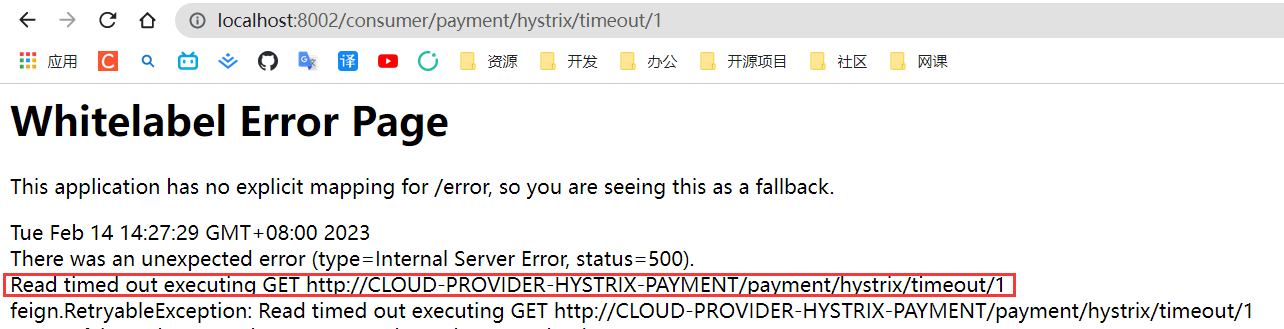 localhost:8002/consumer/payment/hystrix/timeout/1
应用 C 译 资源 开发 办公 开源项目 社区 网课
Whitelabel Error Page
This application has no explicit mapping for /error, so you are seeing this as a fallback.
Tue Feb 14 14:27:29 GMT+08:00 2023
There was an unexpected error (type=Internal Server Error, status=500).
Read timed out executing GET http://CLOUD-PROVIDER-HYSTRIX-PAYMENT/payment/hystrix/timeout/1
feign.RetryableException: Read timed out executing GET http://CLOUD-PROVIDER-HYSTRIX-PAYMENT/payment/hystrix/timeout/1